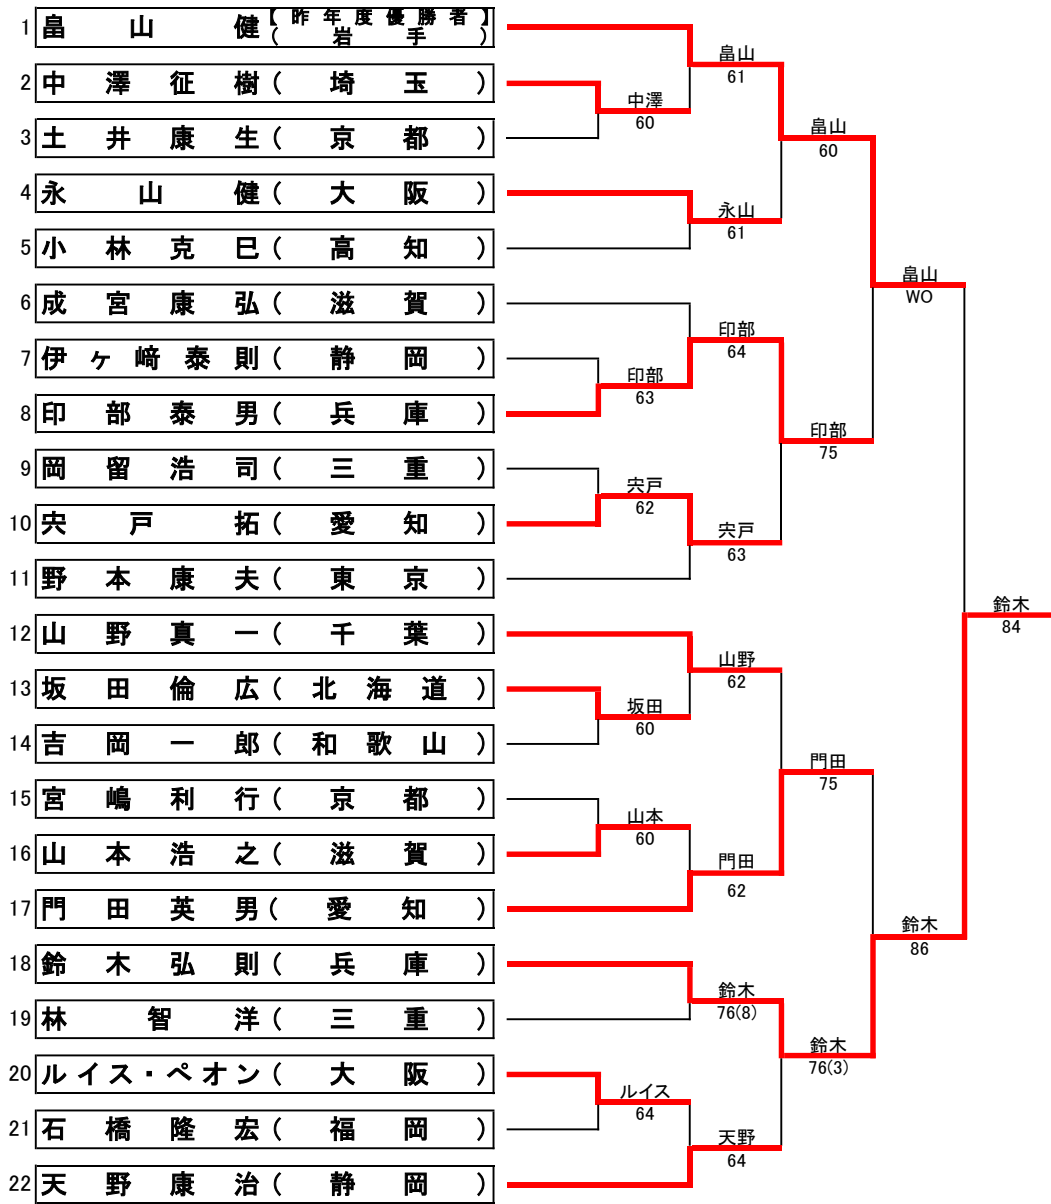 1 畠山健 【昨年度優勝者】
(岩手)
2 中澤征樹(埼玉)
3 土井康生(京都)
4 永山健(大阪)
5 小林克巳(高知)
6 成宮康弘(滋賀)
7 伊ヶ﨑泰則(静岡)
8 印部泰男(兵庫)
9 岡留浩司(三重)
10 宍戸拓(愛知)
11 野本康夫(東京)
12 山野真一(千葉)
13 坂田倫広(北海道)
14 吉岡一郎(和歌山)
15 宮嶋利行(京都)
16 山本浩之(滋賀)
17 門田英男(愛知)
18 鈴木弘則(兵庫)
19 林智洋(三重)
20 ルイス・ペオン(大阪)
21 石橋隆宏(福岡)
22 天野康治(静岡)
中澤
60
印部
63
宍戸
62
坂田
60
山本
60
ルイス
64
畠山
61
永山
61
印部
64
宍戸
63
山野
62
門田
62
鈴木
76(8)
天野
64
畠山
60
印部
75
門田
75
鈴木
76(3)
畠山
WO
鈴木
86
鈴木
84